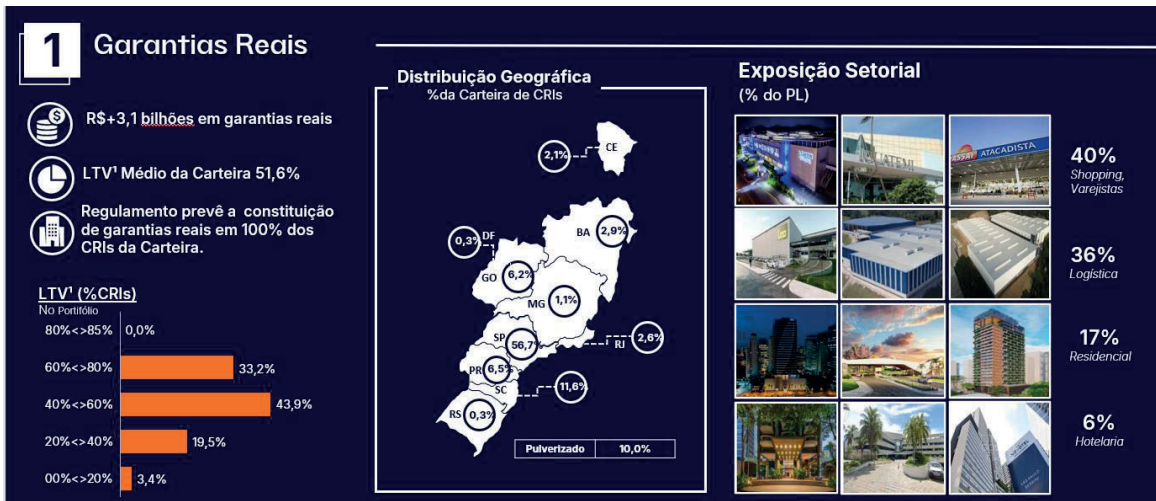 1 Garantias Reais
R$+3,1 bilhões em garantias reais
LTV¹ Médio da Carteira 51,6%
Regulamento prevê a constituição
de garantias reais em 100% dos
CRIs da Carteira.
LTV¹ (%CRIs)
No Portifólio
80%<>85% 0,0%
60%<>80% 33,2%
40%<>60% 43,9%
20%<>40% 19,5%
00%<>20% 3,4%
Distribuição Geográfica
%da Carteira de CRIs
2,1% CE
0,3% DF
BA 2,9%
GO 6,2%
MG 1,1%
SP 56,7%
RJ 2,6%
PR 6,5%
SC 11,6%
RS 0,3%
Pulverizado 10,0%
Exposição Setorial
(% do PL)
ASSAÍ ATACADISTA
40%
Shopping,
Varejistas
36%
Logística
17%
Residencial
6%
Hotelaria